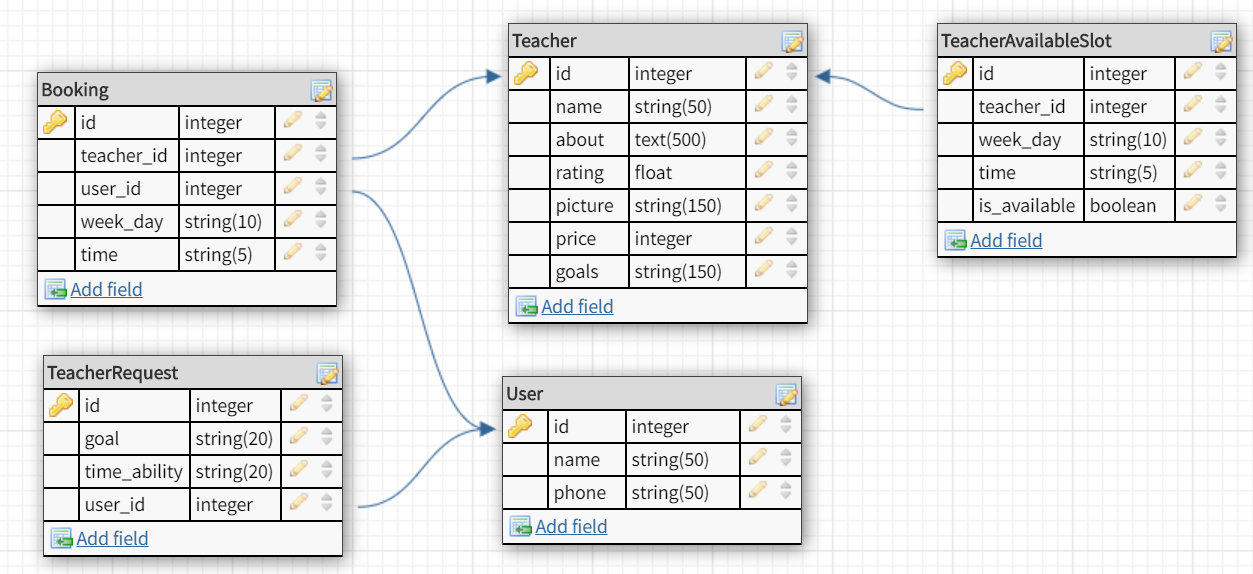 Booking
id integer
teacher_id integer
user_id integer
week_day string(10)
time string(5)
Add field
Teacher
id integer
name string(50)
about text(500)
rating float
picture string(150)
price integer
goals string(150)
Add field
TeacherAvailableSlot
id integer
teacher_id integer
week_day string(10)
time string(5)
is_available boolean
Add field
TeacherRequest
id integer
goal string(20)
time_ability string(20)
user_id integer
Add field
User
id integer
name string(50)
phone string(50)
Add field